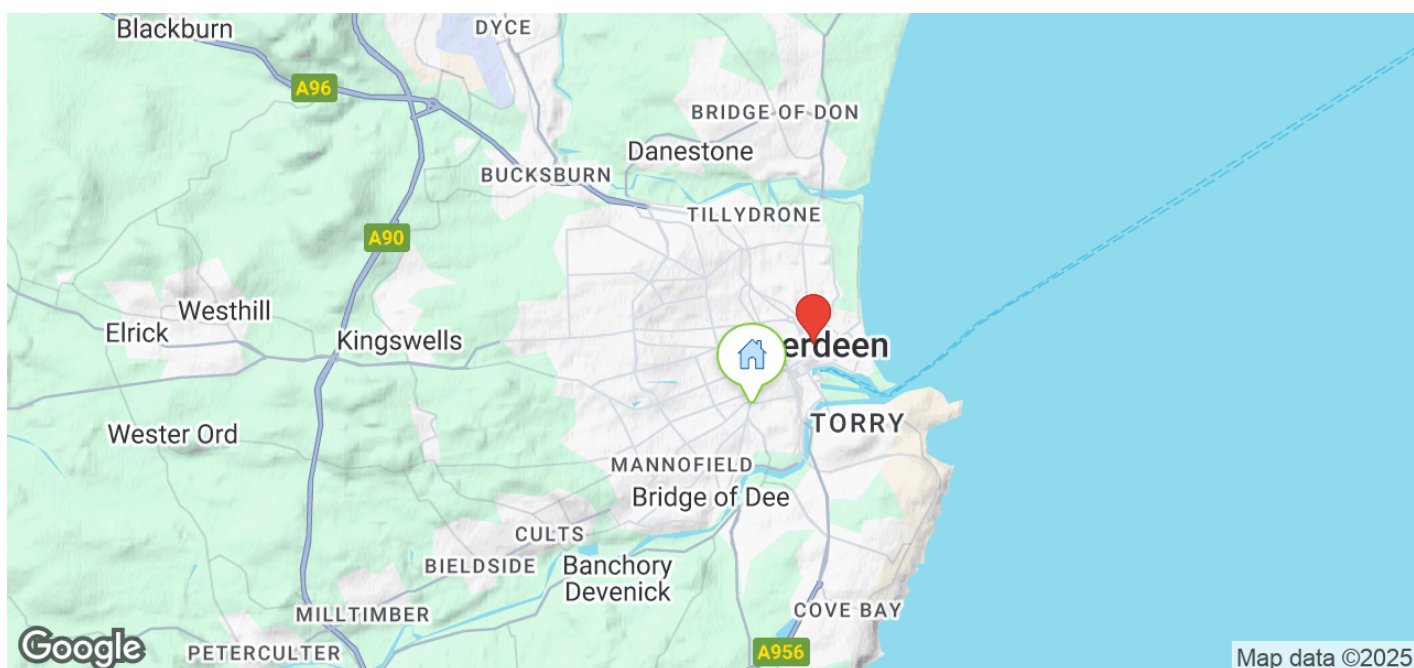 Blackburn
DYCE
A96
BRIDGE OF DON
Danestone
BUCKSBURN
TILLYDRONE
A90
Westhill
Elrick
Kingswells
erdeen
Wester Ord
TORRY
MANNOFIELD
Bridge of Dee
CULTS
BIELDSIDE
Banchory
Devenick
MILLTIMBER
COVE BAY
PETERCULTER
A956
Google
Map data ©2025